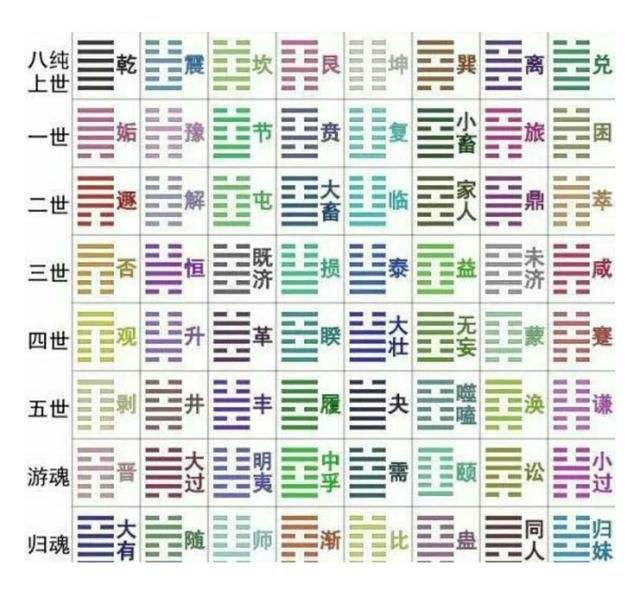 八纯上世 乾 震 坎 艮 坤 巽 离 兑
一世 姤 豫 节 贲 复 小畜 旅 困
二世 遯 解 屯 大畜 临 家人 鼎 萃
三世 否 恒 既济 损 泰 益 未济 咸
四世 观 升 革 睽 大壮 无妄 蒙 蹇
五世 剥 井 丰 履 夬 噬嗑 涣 谦
游魂 晋 大过 明夷 中孚 需 颐 讼 小过
归魂 大有 随 师 渐 比 蛊 同人 归妹